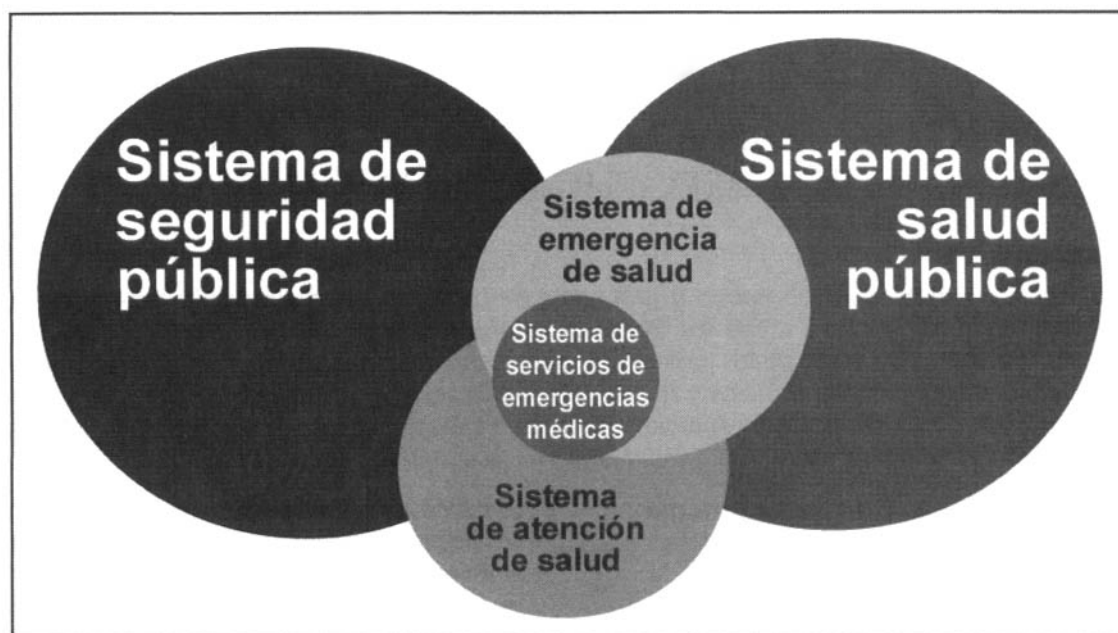 Sistema de
seguridad
pública
Sistema de
salud
pública
Sistema de
emergencia
de salud
Sistema de
servicios de
emergencias
médicas
Sistema
de atención
de salud